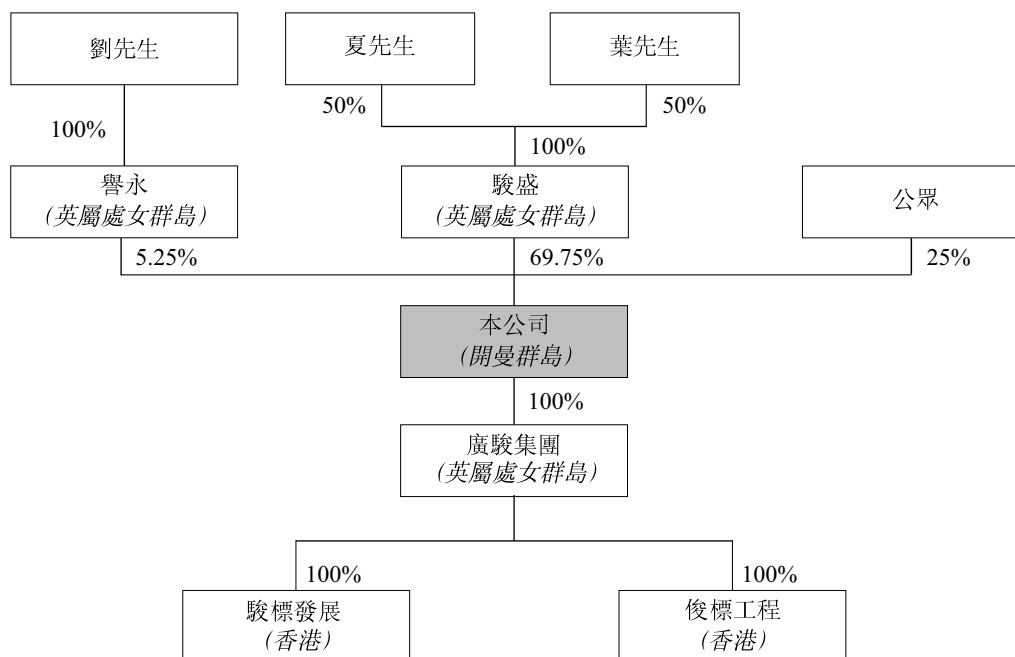 劉先生
夏先生
葉先生
50%
50%
100%
100%
譽永
(英屬處女群島)
駿盛
(英屬處女群島)
公眾
5.25%
69.75%
25%
本公司
(開曼群島)
100%
廣駿集團
(英屬處女群島)
100%
100%
駿標發展
(香港)
俊標工程
(香港)